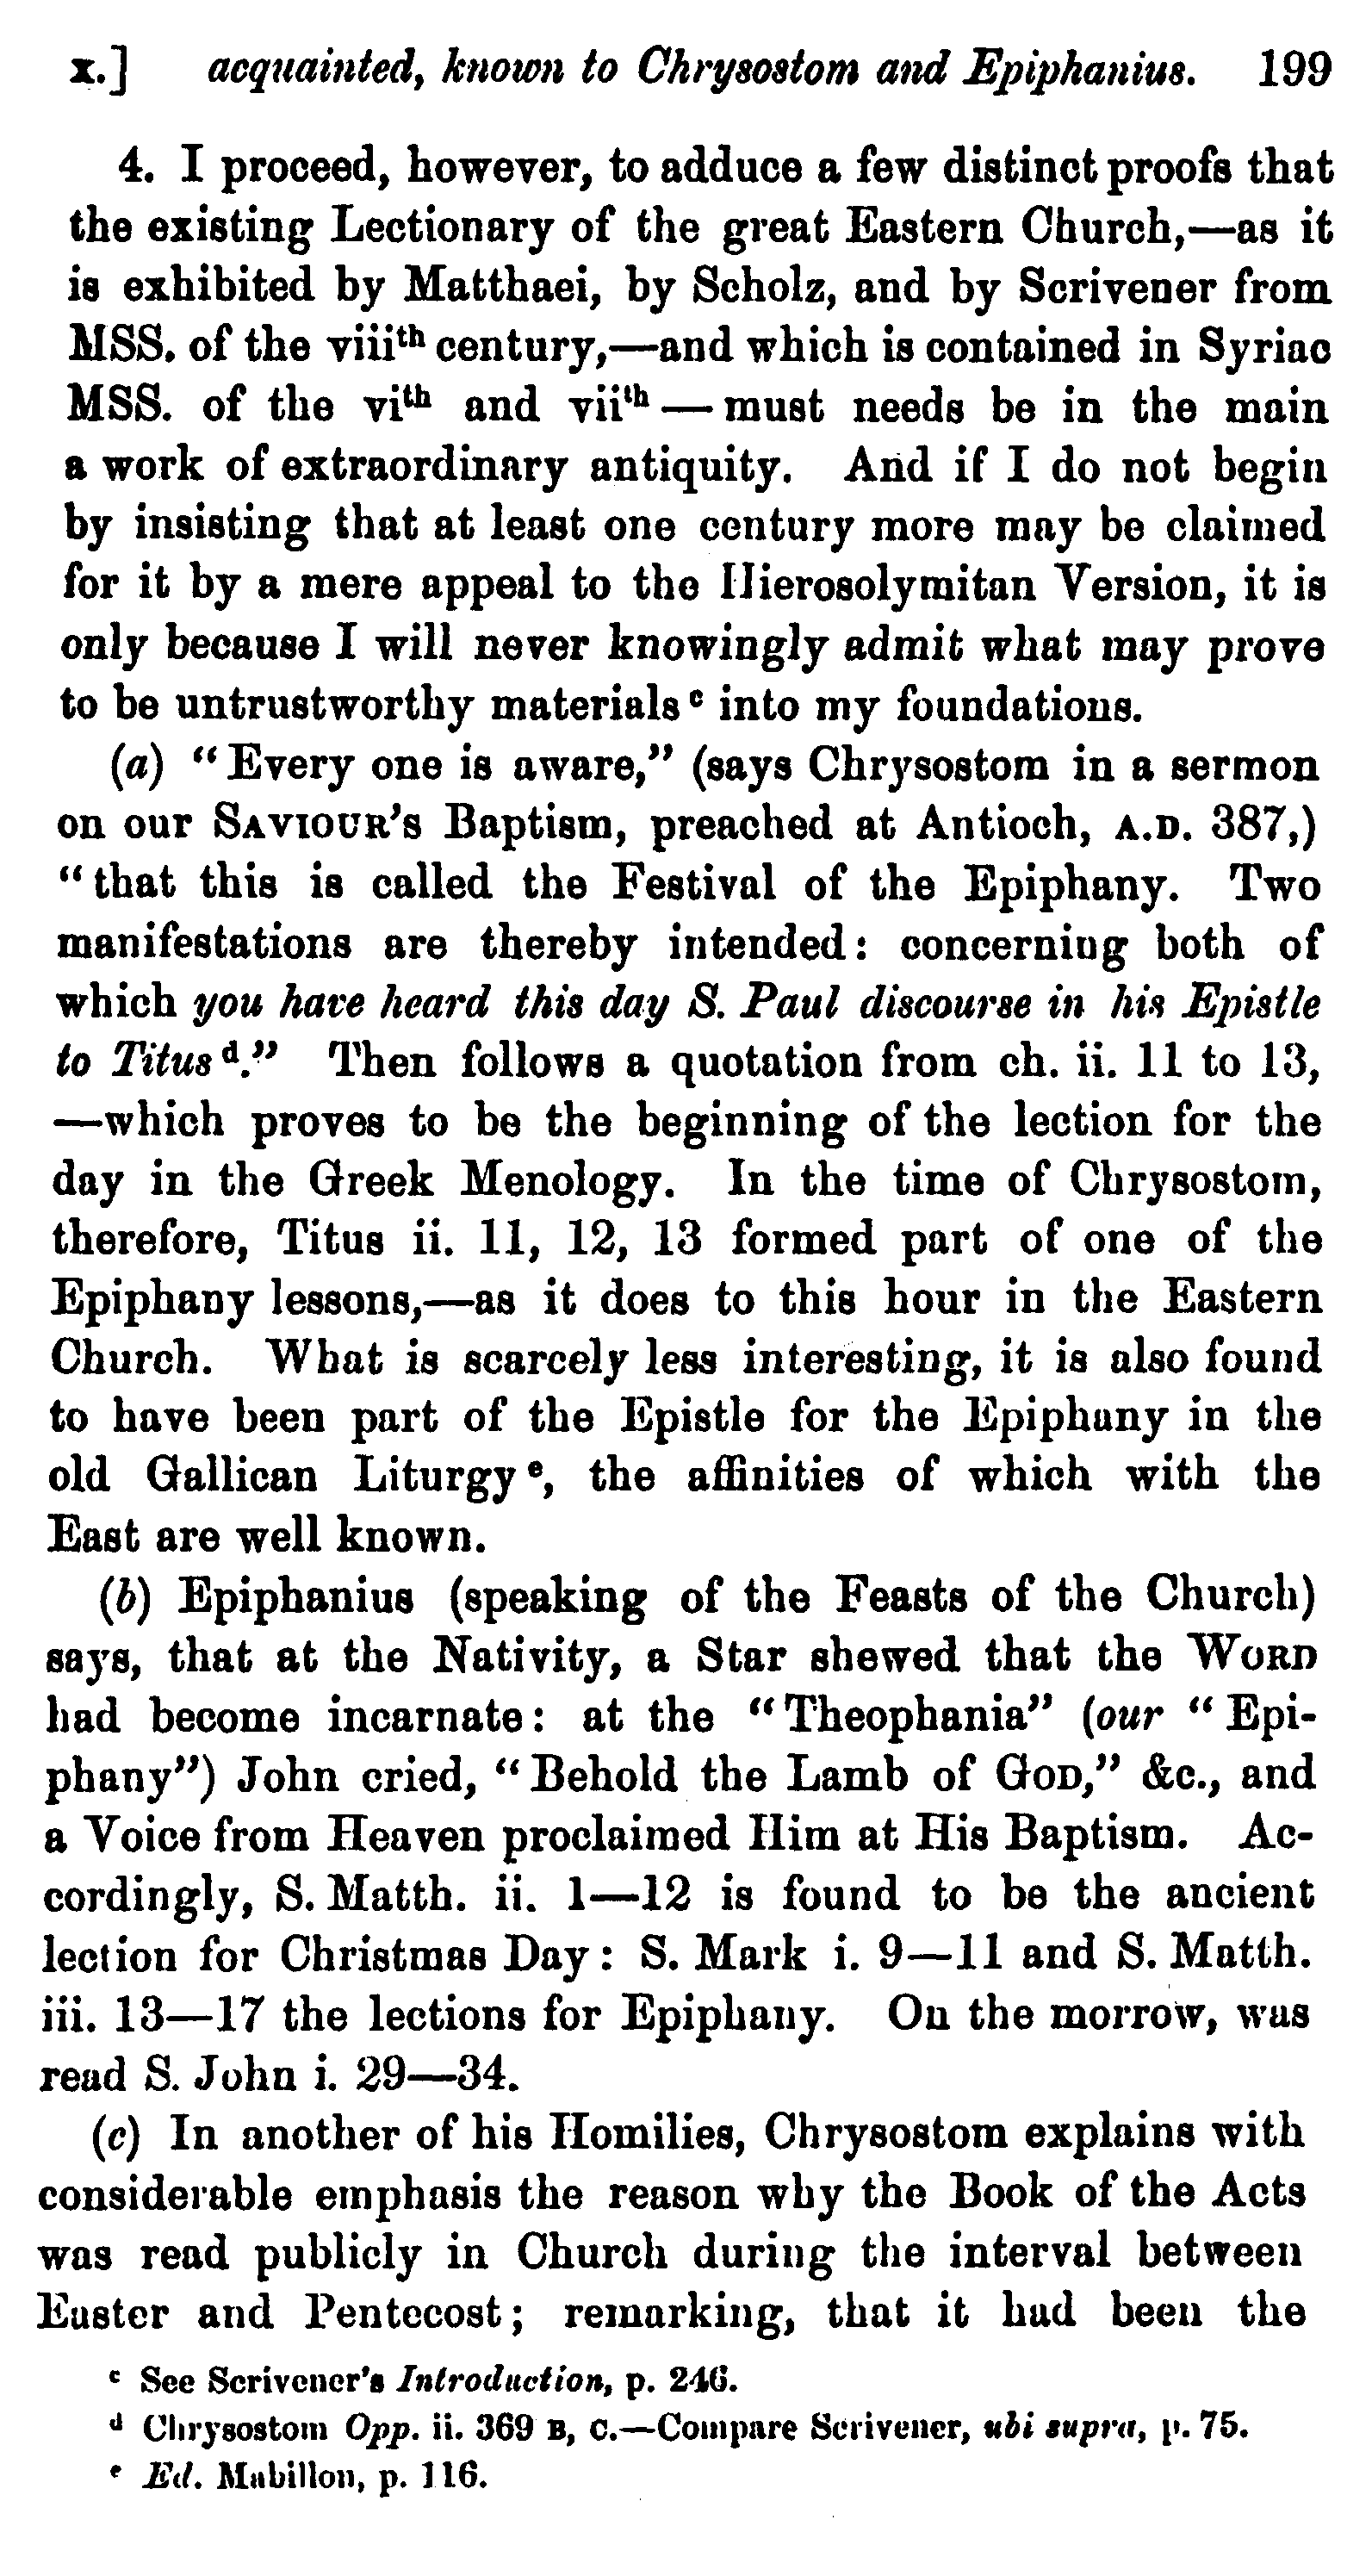 x.] acquainted, known to Chrysostom and Epiphanius. 199
4. I proceed, however, to adduce a few distinct proofs that
the existing Lectionary of the great Eastern Church,—as it
is exhibited by Matthaei, by Scholz, and by Scrivener from
MSS. of the viiith century,—and which is contained in Syriac
MSS. of the vith and viith — must needs be in the main
a work of extraordinary antiquity. And if I do not begin
by insisting that at least one century more may be claimed
for it by a mere appeal to the Hierosolymitan Version, it is
only because I will never knowingly admit what may prove
to be untrustworthy materials c into my foundations.
(a) “Every one is aware,” (says Chrysostom in a sermon
on our SAVIOUR’s Baptism, preached at Antioch, A.D. 387,)
“that this is called the Festival of the Epiphany. Two
manifestations are thereby intended: concerning both of
which you have heard this day S. Paul discourse in his Epistle
to Titus d.” Then follows a quotation from ch. ii. 11 to 13,
—which proves to be the beginning of the lection for the
day in the Greek Menology. In the time of Chrysostom,
therefore, Titus ii. 11, 12, 13 formed part of one of the
Epiphany lessons,—as it does to this hour in the Eastern
Church. What is scarcely less interesting, it is also found
to have been part of the Epistle for the Epiphany in the
old Gallican Liturgy e, the affinities of which with the
East are well known.
(b) Epiphanius (speaking of the Feasts of the Church)
says, that at the Nativity, a Star shewed that the WORD
had become incarnate: at the “Theophania” (our “Epi-
phany”) John cried, “Behold the Lamb of GOD,” &c., and
a Voice from Heaven proclaimed Him at His Baptism. Ac-
cordingly, S. Matth. ii. 1—12 is found to be the ancient
lection for Christmas Day: S. Mark i. 9—11 and S. Matth.
iii. 13—17 the lections for Epiphany. On the morrow, was
read S. John i. 29—34.
(c) In another of his Homilies, Chrysostom explains with
considerable emphasis the reason why the Book of the Acts
was read publicly in Church during the interval between
Easter and Pentecost; remarking, that it had been the
c See Scrivener’s Introduction, p. 246.
d Chrysostom Opp. ii. 369 B, C.—Compare Scrivener, ubi supra, p. 75.
e Ed. Mabillon, p. 116.